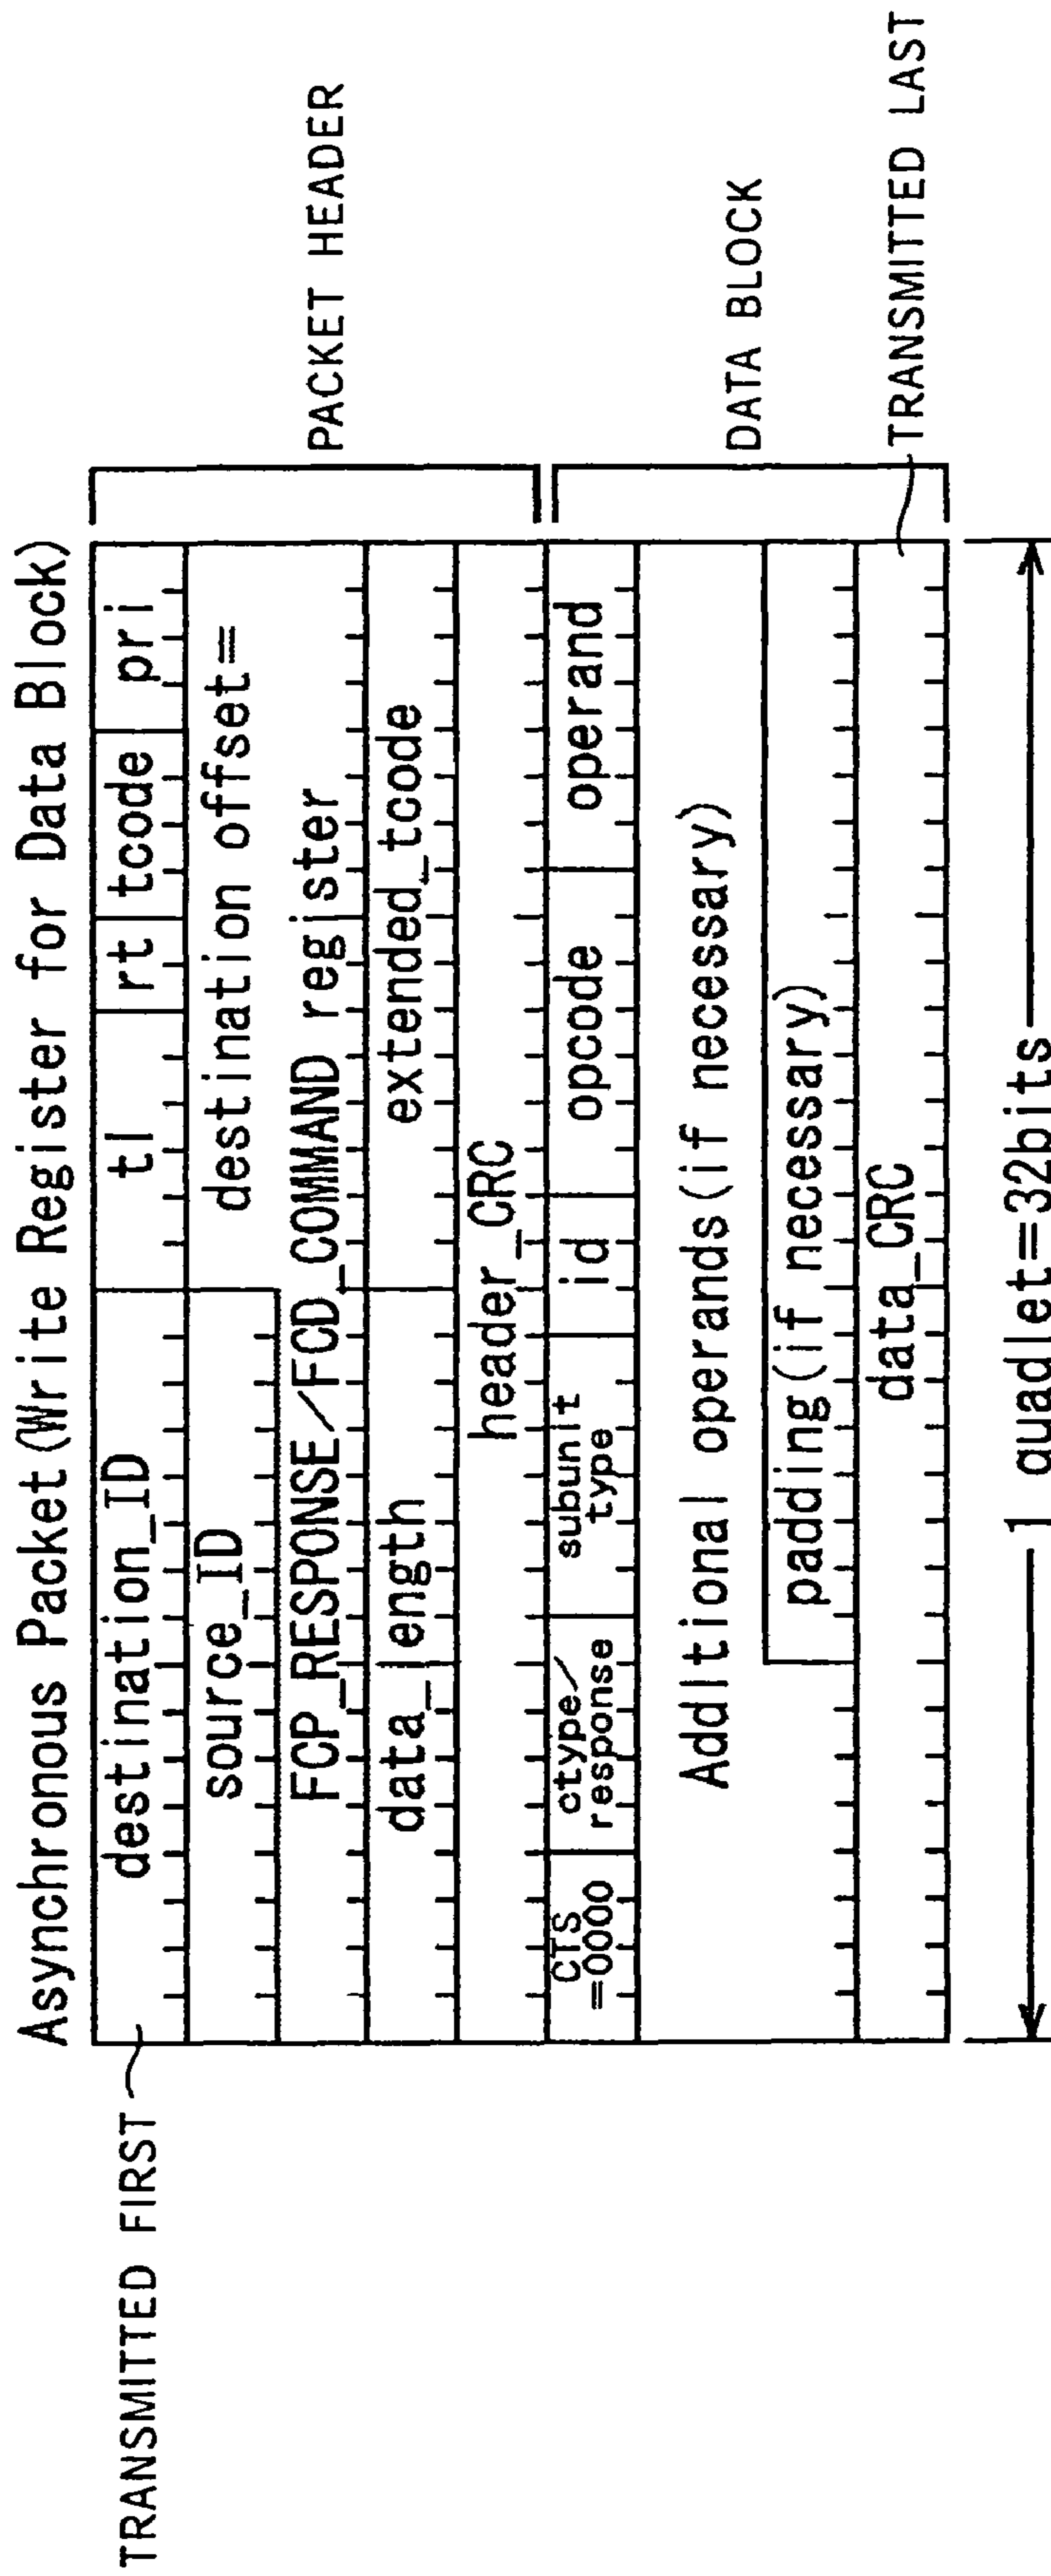 Asynchronous Packet(Write Register for Data Block)
TRANSMITTED FIRST
destination_ID tl rt tcode pri
source_ID destination offset=
FCP_RESPONSE/FCD_COMMAND register
data_length extended_tcode
header_CRC
PACKET HEADER
CTS
=0000
ctype/
response
subunit
type
id opcode operand
Additional operands(if necessary)
padding(if necessary)
data_CRC
DATA BLOCK
TRANSMITTED LAST
1 quadlet=32bits